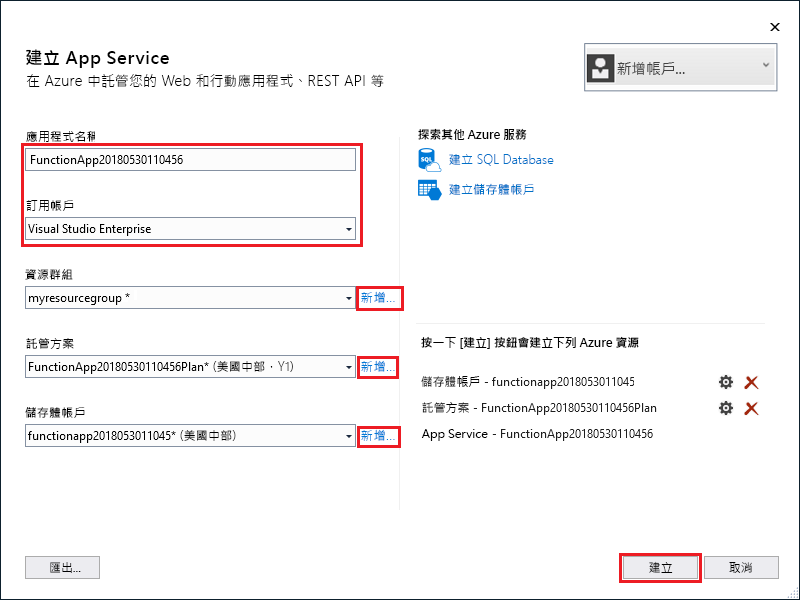 建立 App Service
在 Azure 中託管您的 Web 和行動應用程式、REST API 等
新增帳戶...
應用程式名稱
FunctionApp20180530110456
訂用帳戶
Visual Studio Enterprise
資源群組
myresourcegroup *
新增...
託管方案
FunctionApp20180530110456Plan* (美國中部，Y1)
新增...
儲存體帳戶
functionapp2018053011045* (美國中部)
新增...
探索其他 Azure 服務
SQL
建立 SQL Database
建立儲存體帳戶
按一下 [建立] 按鈕會建立下列 Azure 資源
儲存體帳戶 - functionapp2018053011045
託管方案 - FunctionApp20180530110456Plan
App Service - FunctionApp20180530110456
匯出...
建立
取消